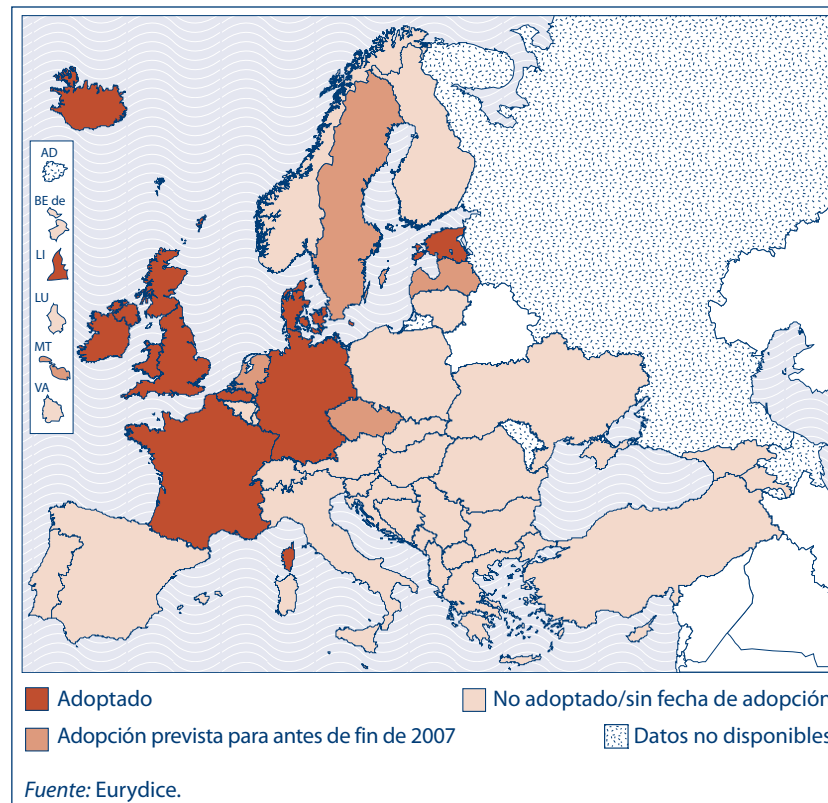 AD
BE de
LI
LU
MT
VA
Adoptado
No adoptado/sin fecha de adopción
Adopción prevista para antes de fin de 2007
Datos no disponibles
Fuente: Eurydice.